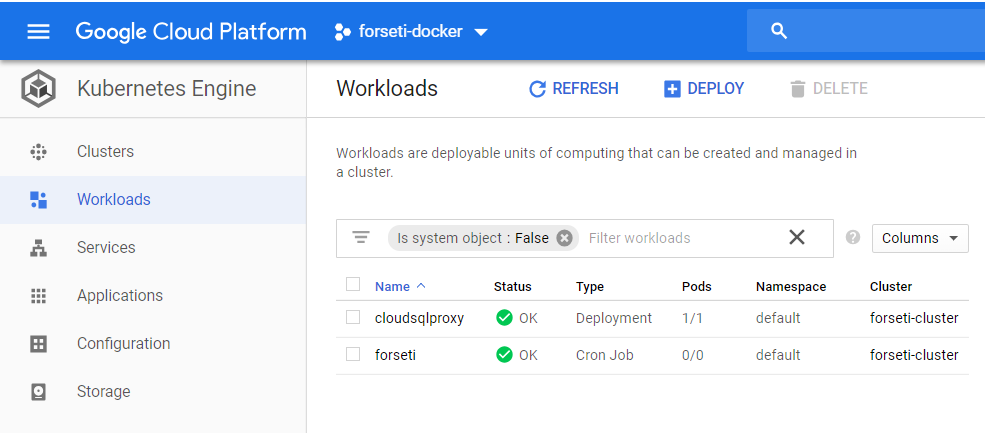 Google Cloud Platform forseti-docker
Kubernetes Engine
Clusters
Workloads
Services
Applications
Configuration
Storage
Workloads REFRESH DEPLOY DELETE
Workloads are deployable units of computing that can be created and managed in
a cluster.
Is system object : False Filter workloads Columns
Name Status Type Pods Namespace Cluster
cloudsqlproxy OK Deployment 1/1 default forseti-cluster
forseti OK Cron Job 0/0 default forseti-cluster